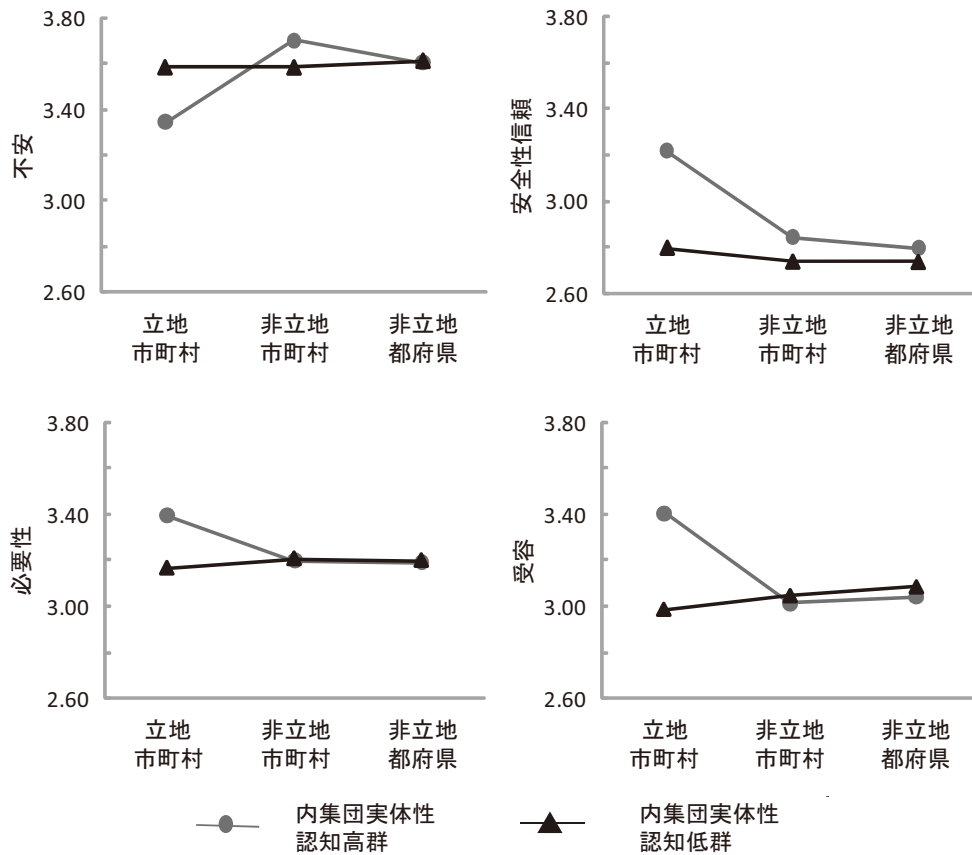 3.80
3.40
3.00
2.60
不安
立地
市町村
非立地
市町村
非立地
都府県
3.80
3.40
3.00
2.60
安全性信頼
立地
市町村
非立地
市町村
非立地
都府県
3.80
3.40
3.00
2.60
必要性
立地
市町村
非立地
市町村
非立地
都府県
3.80
3.40
3.00
2.60
受容
立地
市町村
非立地
市町村
非立地
都府県
内集団実体性
認知高群
内集団実体性
認知低群